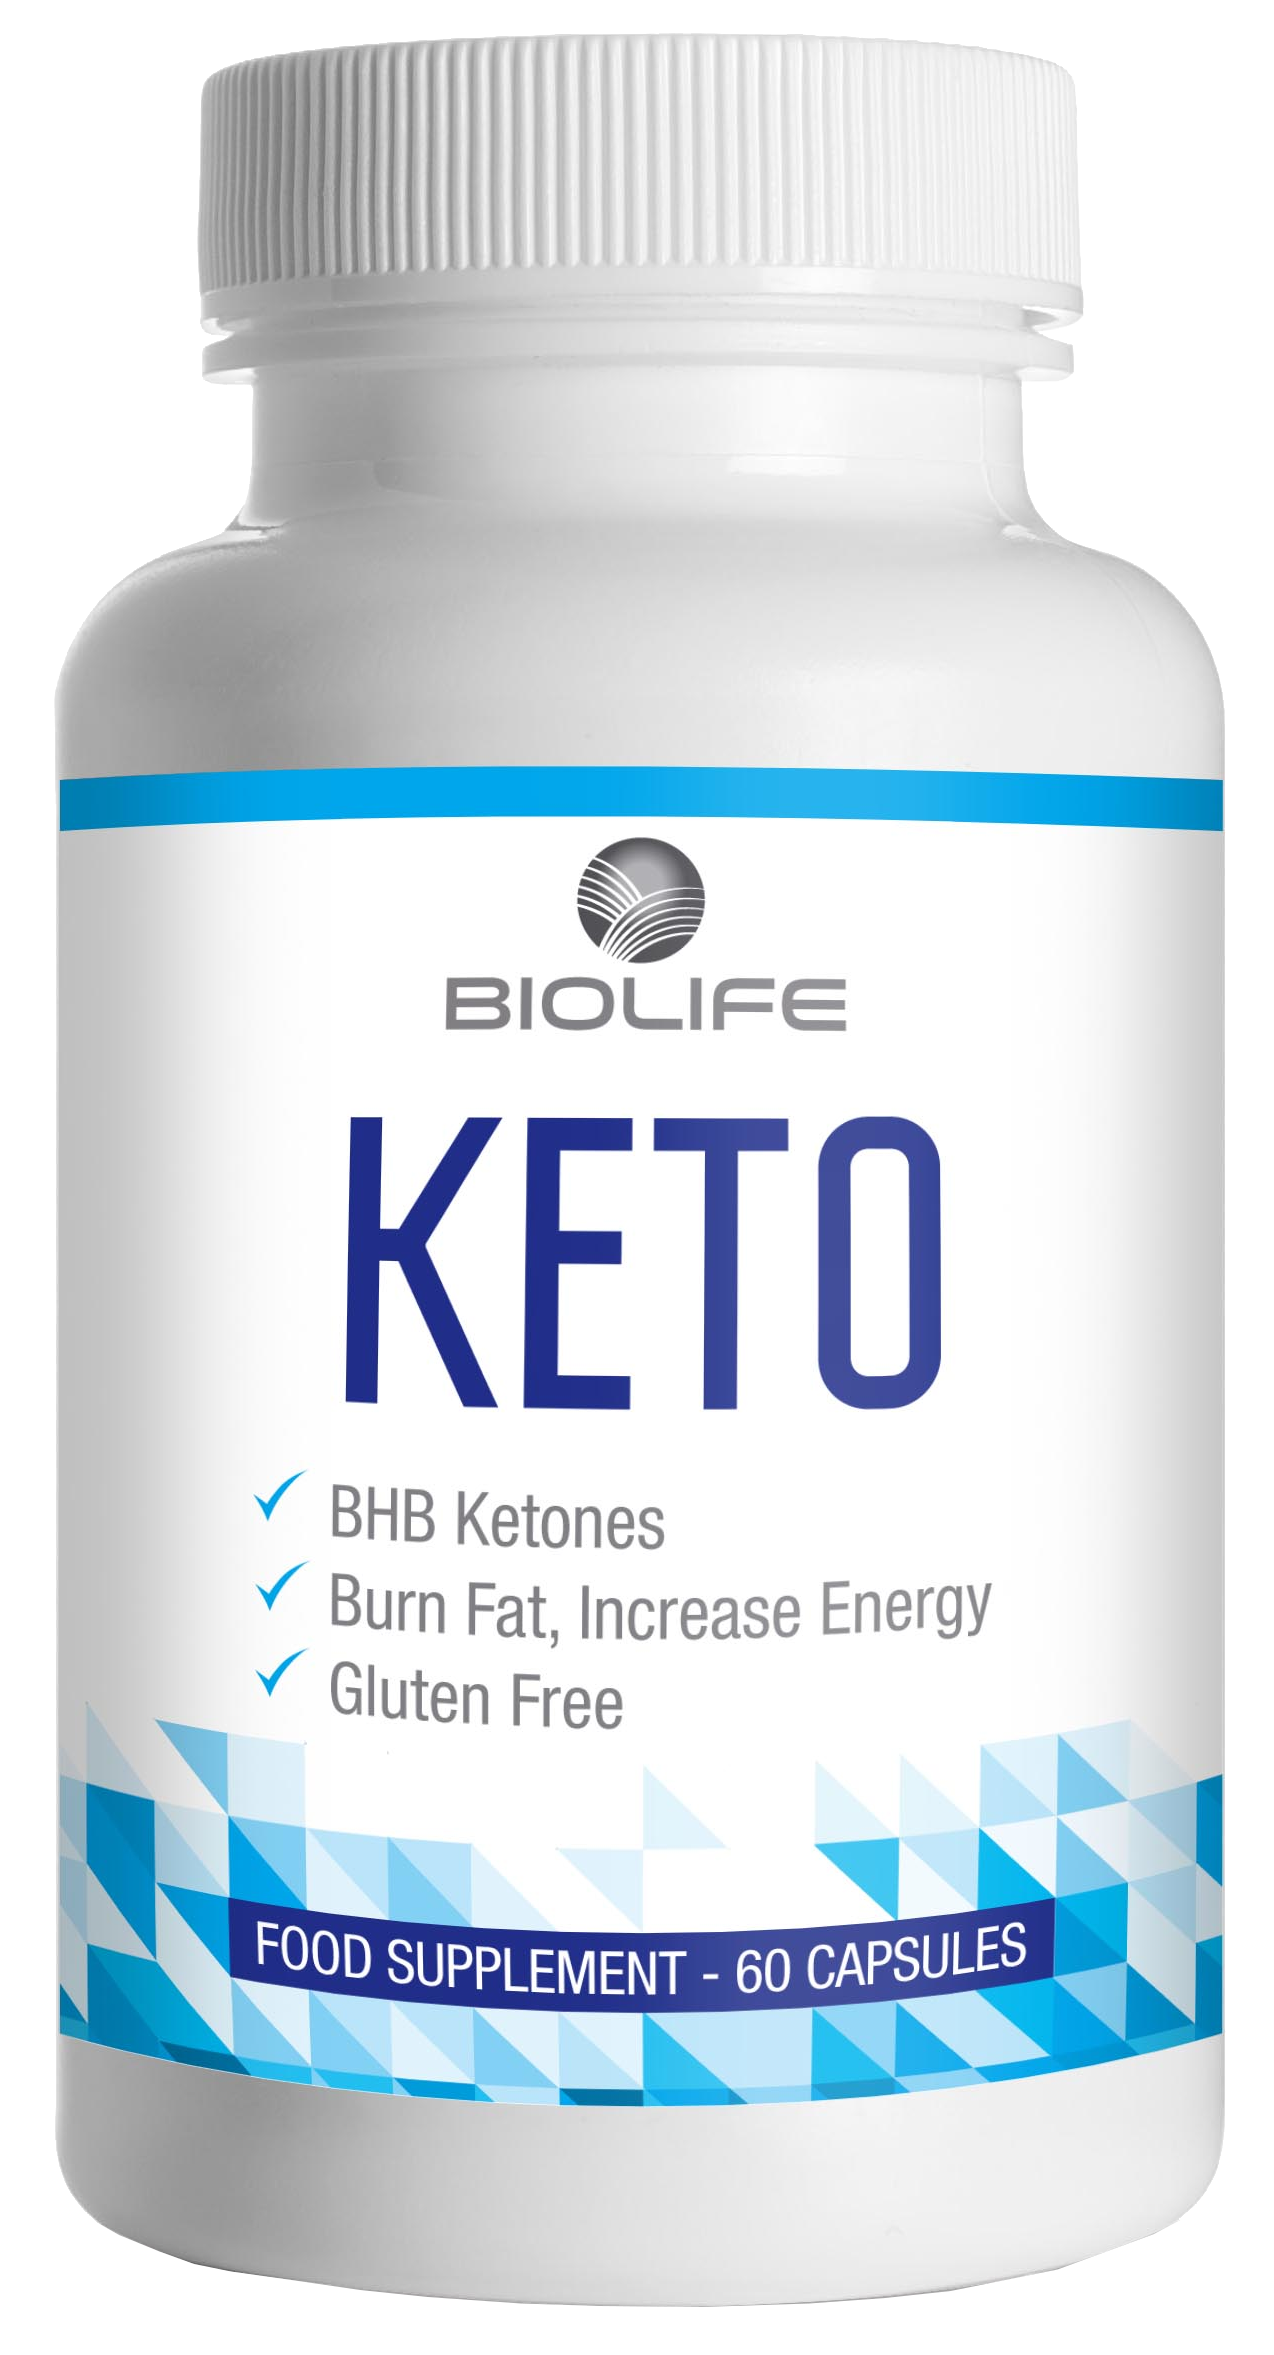 BIOLIFE
KETO
BHB Ketones
Burn Fat, Increase Energy
Gluten Free
FOOD SUPPLEMENT - 60 CAPSULES